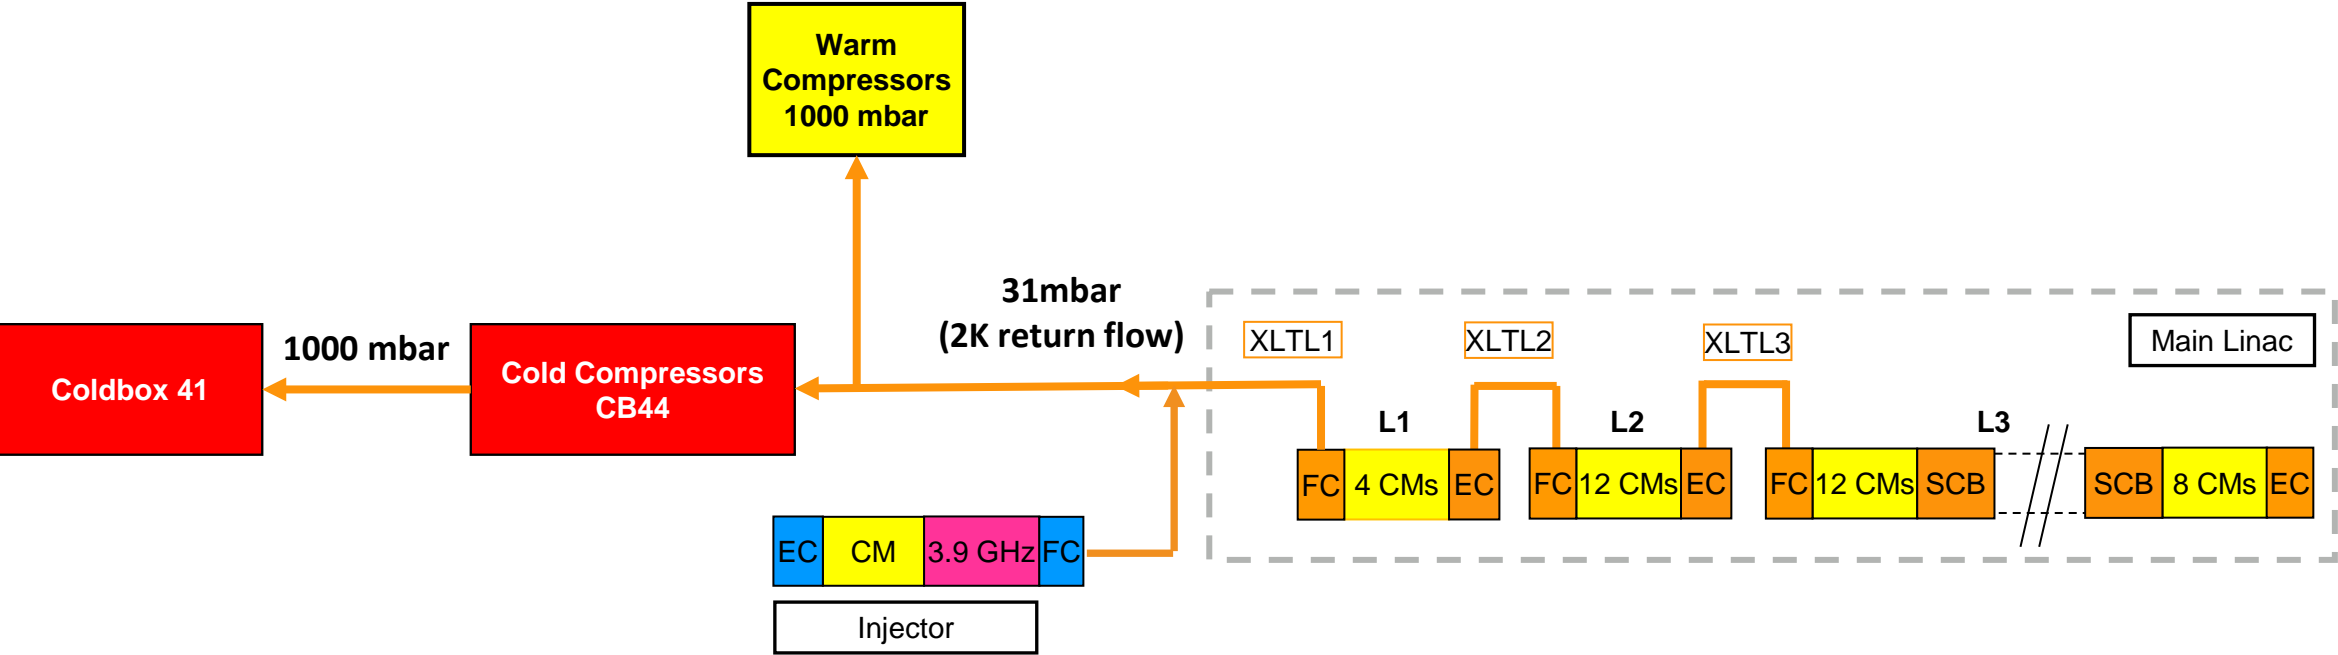 Warm
Compressors
1000 mbar
31mbar
(2K return flow)
XLTL1
XLTL2
XLTL3
Main Linac
Coldbox 41
1000 mbar
Cold Compressors
CB44
L1
L2
L3
FC 4 CMs EC
FC 12 CMs EC
FC 12 CMs SCB
SCB 8 CMs EC
EC CM 3.9 GHz FC
Injector